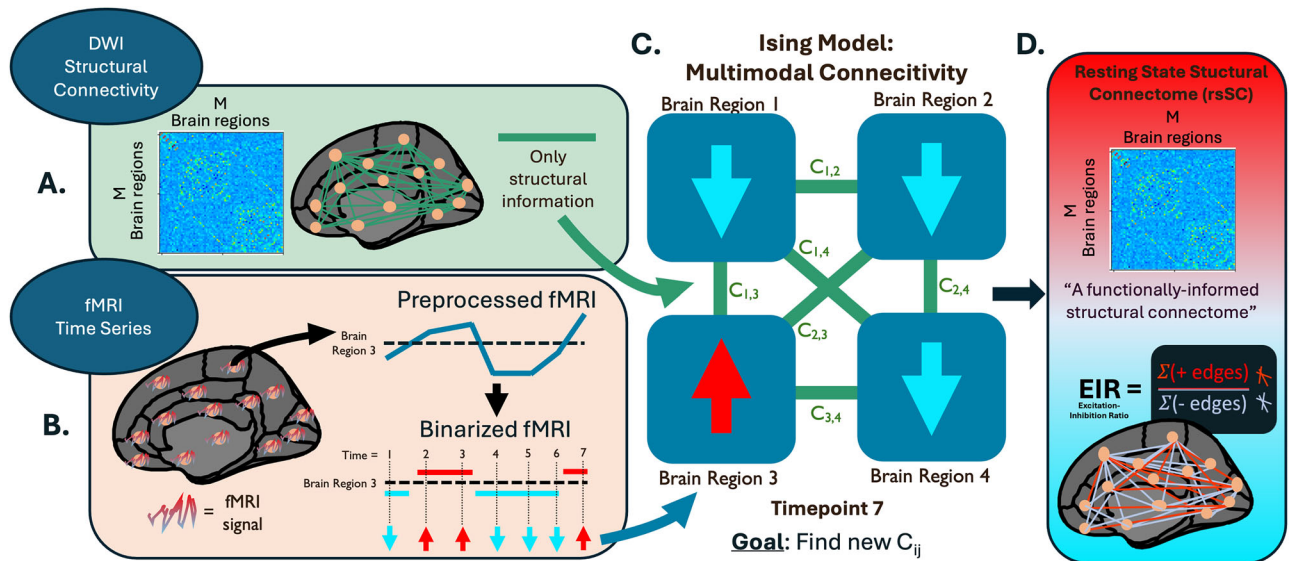 DWI
Structural
Connectivity
A.
M
Brain regions
M
Brain regions
Only
structural
information
fMRI
Time Series
B.
Preprocessed fMRI
Brain
Region 3
Binarized fMRI
Time = 1 2 3 4 5 6 7
Brain Region 3
= fMRI
signal
C.
Ising Model:
Multimodal Connecitivity
Brain Region 1
Brain Region 2
C1,2
C1,4
C1,3
C2,4
C2,3
C3,4
Brain Region 3
Brain Region 4
Timepoint 7
Goal: Find new Cij
D.
Resting State Stuctural
Connectome (rsSC)
M
Brain regions
M
Brain regions
“A functionally-informed
structural connectome”
EIR =
Excitation-
Inhibition Ratio
Σ(+ edges)
Σ(- edges)